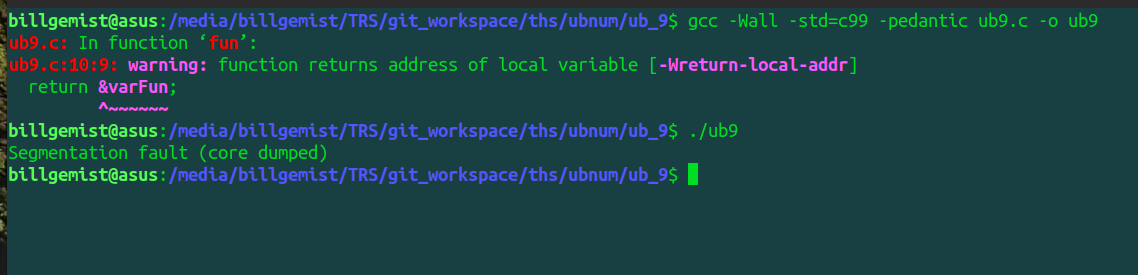 billgemist@asus:/media/billgemist/TRS/git_workspace/ths/ubnum/ub_9$ gcc -Wall -std=c99 -pedantic ub9.c -o ub9
ub9.c: In function ‘fun’:
ub9.c:10:9: warning: function returns address of local variable [-Wreturn-local-addr]
  return &varFun;
         ^~~~~~~
billgemist@asus:/media/billgemist/TRS/git_workspace/ths/ubnum/ub_9$ ./ub9
Segmentation fault (core dumped)
billgemist@asus:/media/billgemist/TRS/git_workspace/ths/ubnum/ub_9$